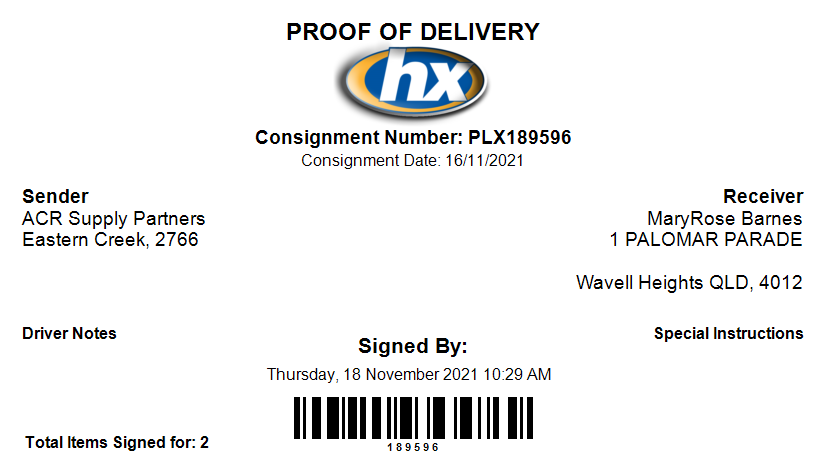 PROOF OF DELIVERY
hx
Consignment Number: PLX189596
Consignment Date: 16/11/2021
Sender
ACR Supply Partners
Eastern Creek, 2766
Receiver
MaryRose Barnes
1 PALOMAR PARADE
Wavell Heights QLD, 4012
Driver Notes
Signed By:
Special Instructions
Thursday, 18 November 2021 10:29 AM
189596
Total Items Signed for: 2